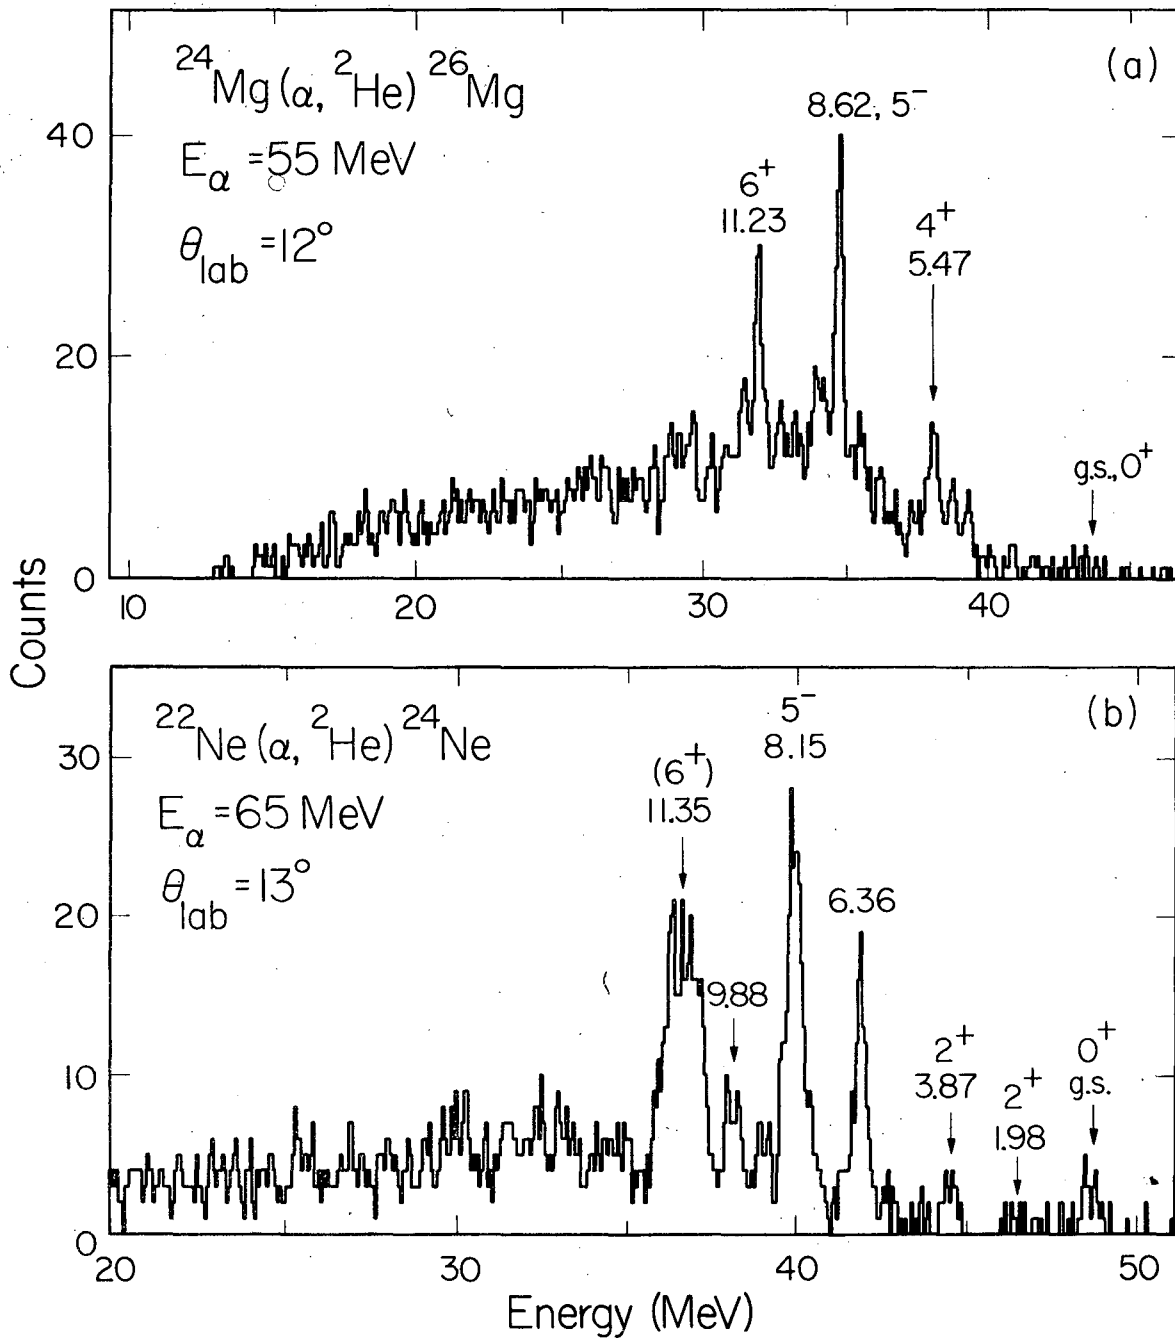 ²⁴Mg(α, ²He) ²⁶Mg
(a)
Eα = 55 MeV
θlab = 12°
8.62, 5⁻
6⁺
11.23
4⁺
5.47
g.s., 0⁺
40
20
0
10 20 30 40
Counts
²²Ne(α, ²He) ²⁴Ne
(b)
Eα = 65 MeV
θlab = 13°
5⁻
8.15
(6⁺)
11.35
6.36
9.88
2⁺
3.87
2⁺
1.98
0⁺
g.s.
30
20
10
0
20 30 40 50
Energy (MeV)